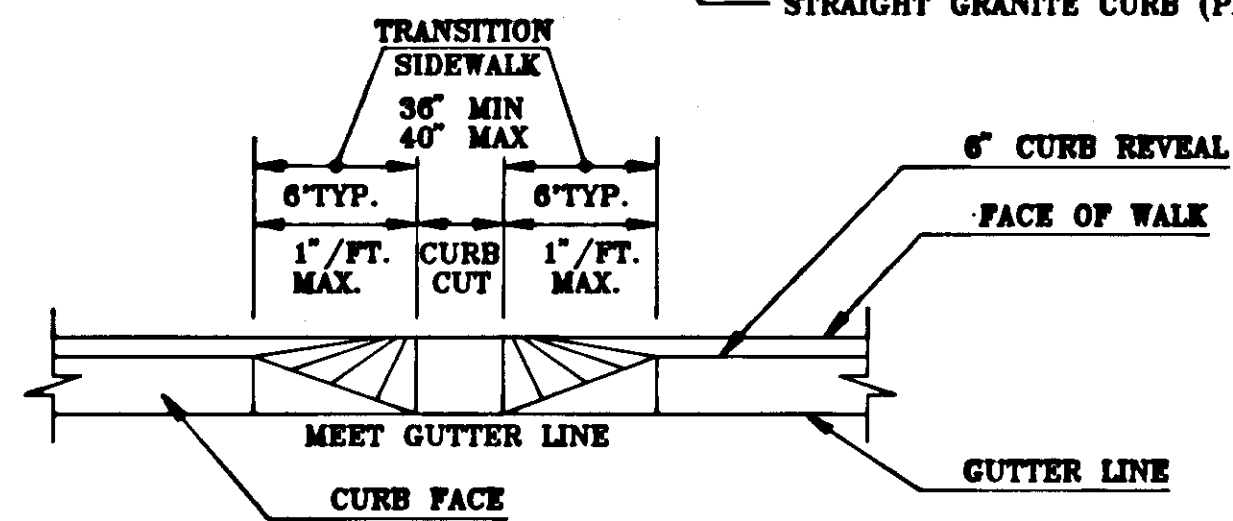 STRAIGHT GRANITE CURB (P
TRANSITION
SIDEWALK
36" MIN
40" MAX
6" CURB REVEAL
6'TYP.
6'TYP.
FACE OF WALK
1"/FT.
MAX.
CURB
CUT
1"/FT.
MAX.
MEET GUTTER LINE
GUTTER LINE
CURB FACE